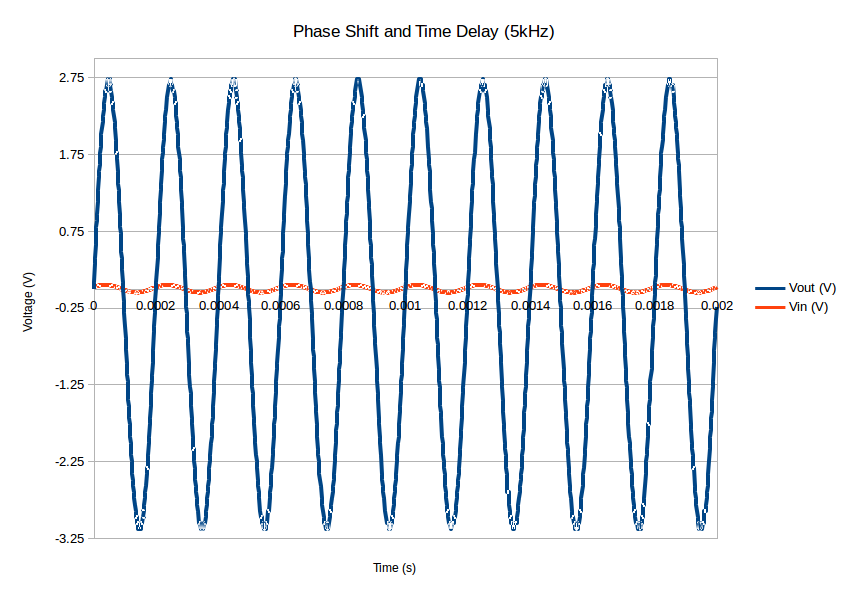 Phase Shift and Time Delay (5kHz)
2.75
1.75
0.75
-0.25
-1.25
-2.25
-3.25
0 0.0002 0.0004 0.0006 0.0008 0.001 0.0012 0.0014 0.0016 0.0018 0.002
Voltage (V)
Time (s)
Vout (V)
Vin (V)